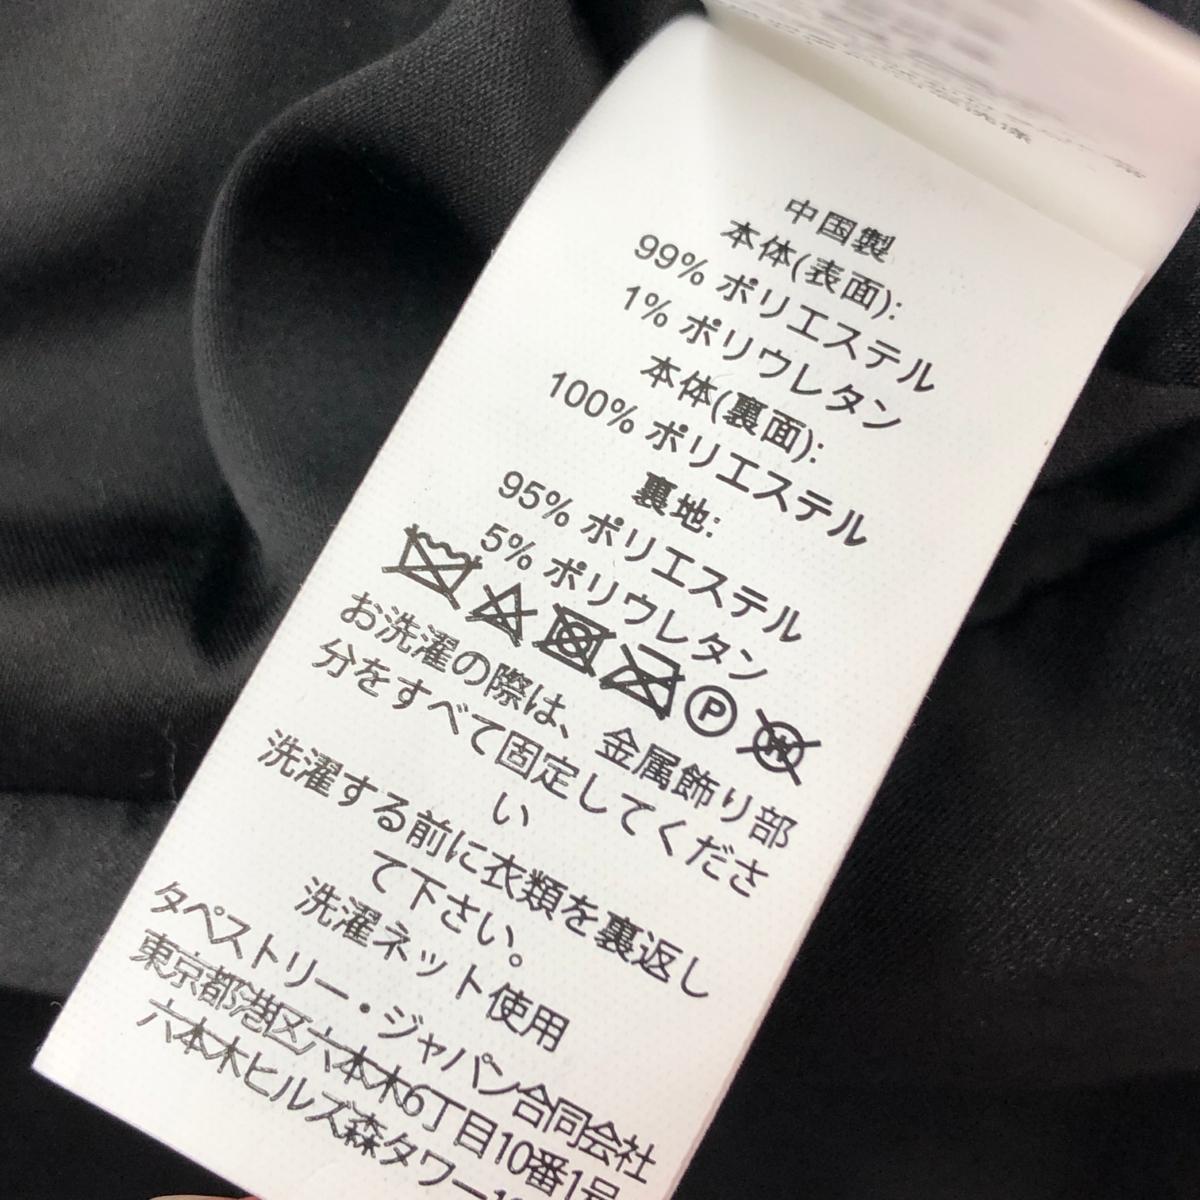 中国製
本体(表面):
99% ポリエステル
1% ポリウレタン
本体(裏面):
100% ポリエステル
裏地:
95% ポリエステル
5% ポリウレタン
P
W
お洗濯の際は、金属飾り部
分をすべて固定してくださ
い
洗濯する前に衣類を裏返し
て下さい。
洗濯ネット使用
タペストリー・ジャパン合同会社
東京都港区六本木6丁目10番1号
六本木ヒルズ森タワー